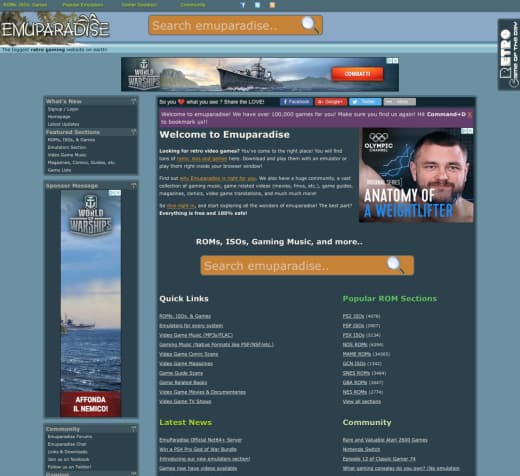 ROMs, ISOs, Games
Popular Emulators
Gamer Goodies!
Community
EMUPARADISE
Search emuparadise..
The biggest retro gaming website on earth!
RETRO
GAME OF THE DAY
WORLD OF WARSHIPS
COMBATTI
What's New
Signup / Login
Homepage
Latest Updates
Featured Sections
ROMs, ISOs, & Games
Emulators Section
Video Game Music
Magazines, Comics, Guides, etc.
Game Lists
Sponsor Message
WORLD OF
WARSHIPS
AFFONDA
IL NEMICO!
Community
Emuparadise Forums
Emuparadise Chat
Links & Downloads
Like us on Facebook!
Follow us on Twitter!
So you what you see ? Share the LOVE!
Facebook
Google+
Twitter
Welcome to emuparadise! We have over 100,000 games for you! Make sure you find us again! Hit Command+D X
to bookmark us!!
Welcome to Emuparadise
Looking for retro video games? You've come to the right place! You will find
tons of roms, isos and games here. Download and play them with an emulator or play
them right inside your browser window!
Find out why Emuparadise is right for you. We also have a huge community, a vast
collection of gaming music, game related videos (movies, fmvs, etc.), game guides,
magazines, comics, video game translations, and much much more!
So dive right in, and start exploring all the wonders of emuparadise! The best part?
Everything is free and 100% safe!
OLYMPIC
CHANNEL
ORIGINAL SERIES
ANATOMY OF
A WEIGHTLIFTER
ROMs, ISOs, Gaming Music, and more..
Search emuparadise..
Quick Links
ROMs, ISOs, & Games
Emulators for every system
Video Game Music (MP3s/FLAC)
Gaming Music (Native Formats like PSF/NSF/etc.)
Video Game Comic Scans
Video Game Magazines
Game Guide Scans
Game Related Books
Video Game Movies & Documentaries
Video Game TV Shows
Popular ROM Sections
PS2 ISOs
PSP ISOs
PSX ISOs
NDS ROMs
MAME ROMs
GCN ISOs
SNES ROMs
GBA ROMs
NES ROMs
View all sections
Latest News
EmuParadise Official Net64+ Server
Win a PS4 Pro God of War Bundle
Introducing our new emulators section!
Games now have videos available
Community
Rare and Valuable Atari 2600 Games
Nintendo Switch
Episode 12 of Classic Gamer 74
What gaming consoles do you own? (No emulation)